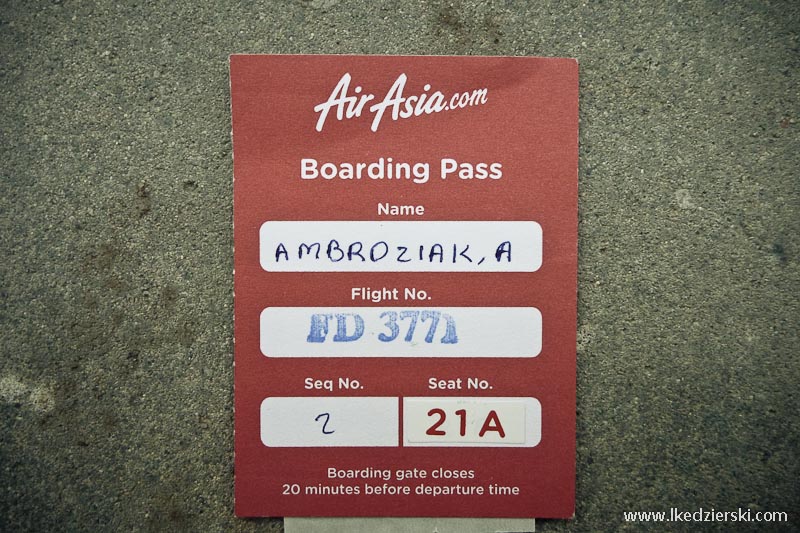 AirAsia.com
Boarding Pass
Name
AMBROZIAK, A
Flight No.
FD 3771
Seq No. Seat No.
2 21A
Boarding gate closes
20 minutes before departure time
www.lkedzierski.com